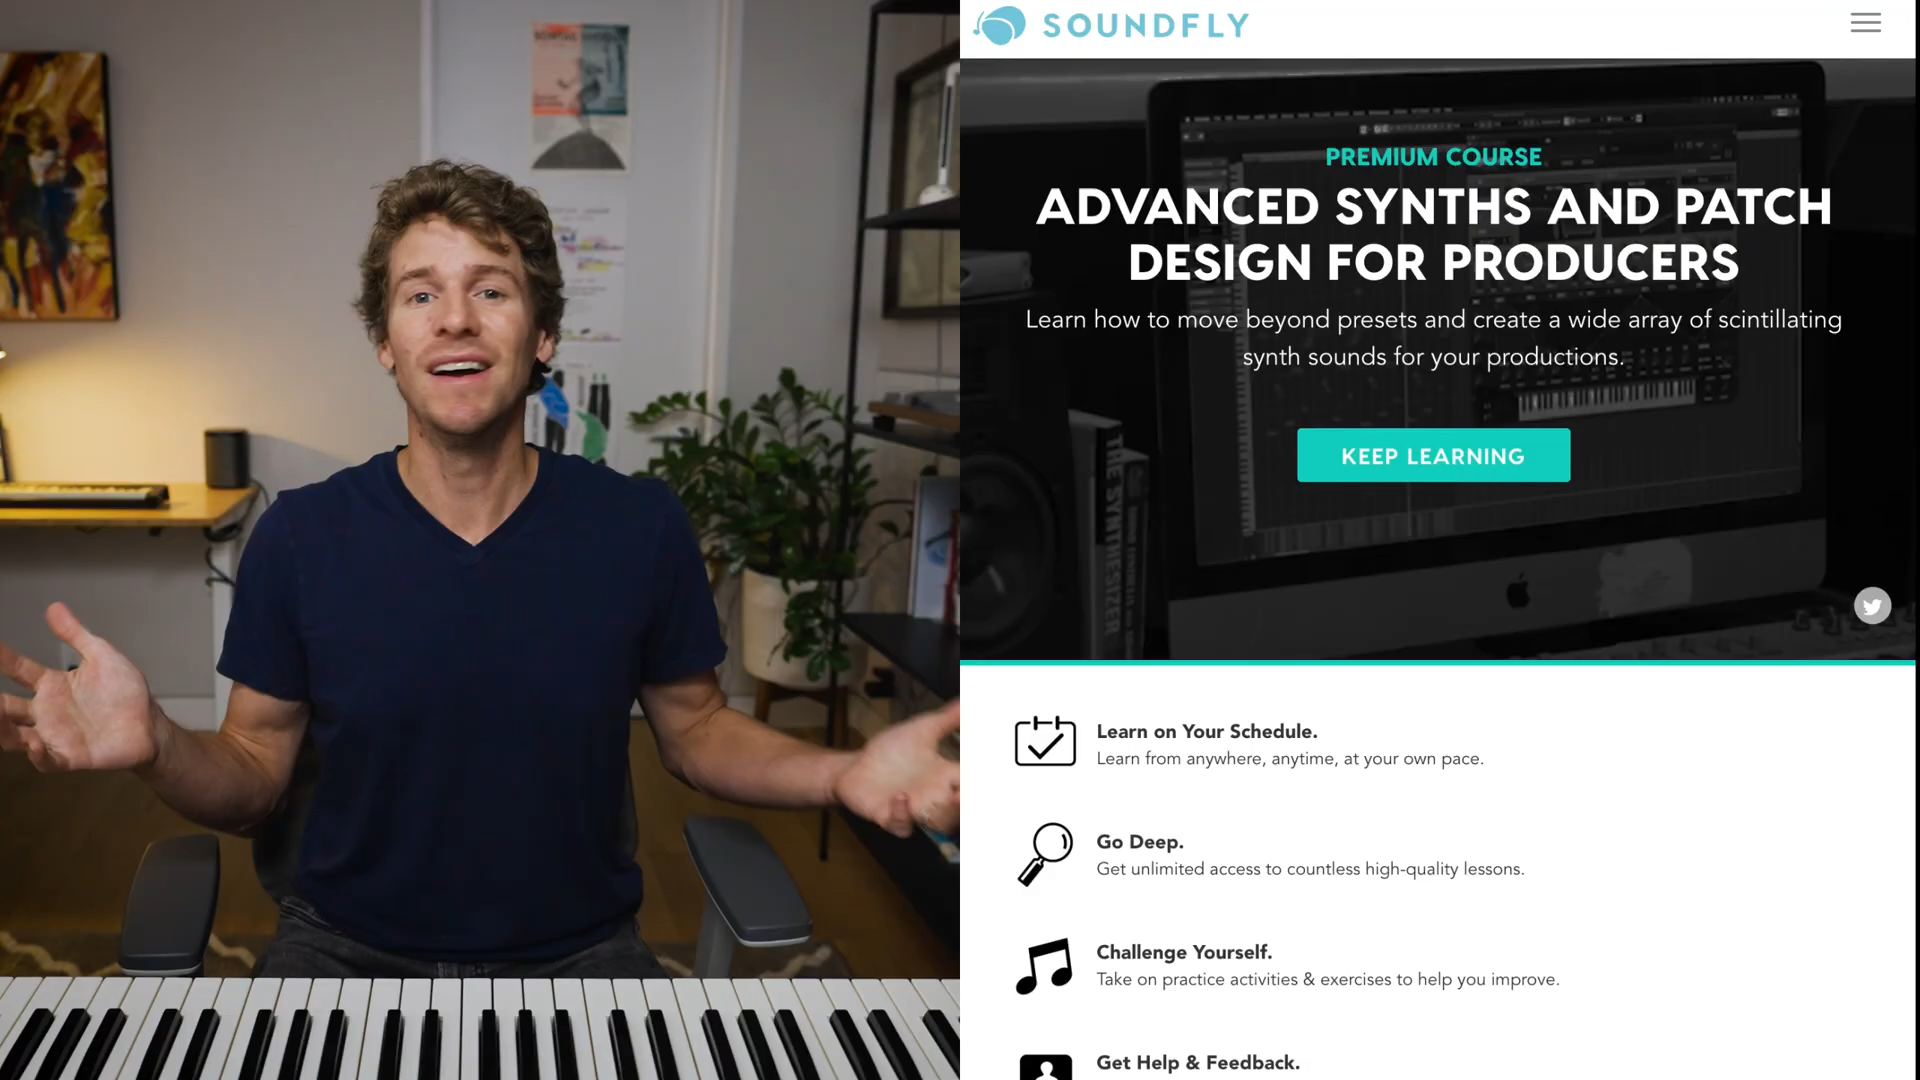 SOUNDFLY
PREMIUM COURSE
ADVANCED SYNTHS AND PATCH
DESIGN FOR PRODUCERS
Learn how to move beyond presets and create a wide array of scintillating
synth sounds for your productions.
KEEP LEARNING
THE SYNTHESIZER
Learn on Your Schedule.
Learn from anywhere, anytime, at your own pace.
Go Deep.
Get unlimited access to countless high-quality lessons.
Challenge Yourself.
Take on practice activities & exercises to help you improve.
Get Help & Feedback.